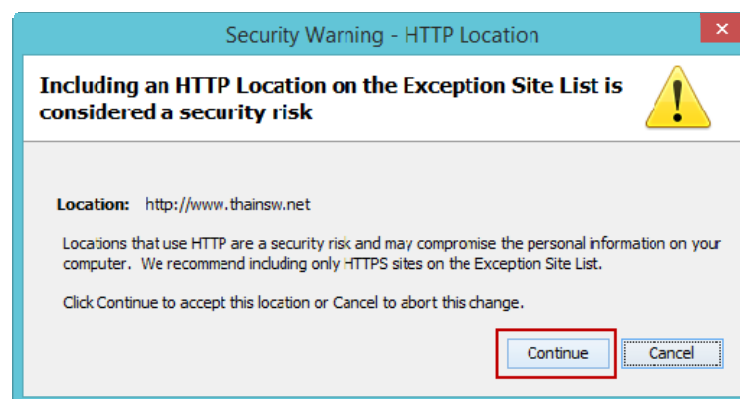 Security Warning - HTTP Location
Including an HTTP Location on the Exception Site List is
considered a security risk
Location: http://www.thainsw.net
Locations that use HTTP are a security risk and may compromise the personal information on your
computer. We recommend including only HTTPS sites on the Exception Site List.
Click Continue to accept this location or Cancel to abort this change.
Continue Cancel